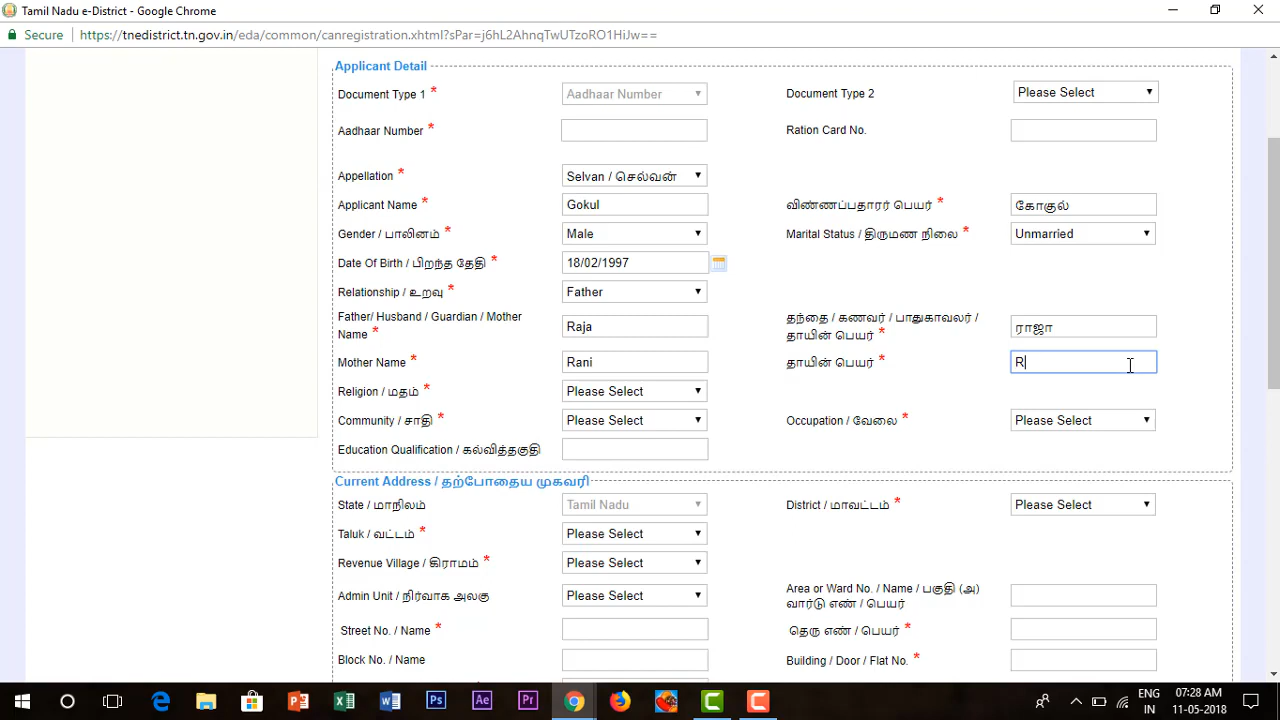 Tamil Nadu e-District - Google Chrome
Secure https://tnedistrict.tn.gov.in/eda/common/canregistration.xhtml?sPar=j6hL2AhnqTwUTzoRO1HiJw==
Applicant Detail
Document Type 1 * Aadhaar Number Document Type 2 Please Select
Aadhaar Number * Ration Card No.
Appellation * Selvan / செல்வன்
Applicant Name * Gokul விண்ணப்பதாரர் பெயர் * கோகுல்
Gender / பாலினம் * Male Marital Status / திருமண நிலை * Unmarried
Date Of Birth / பிறந்த தேதி * 18/02/1997
Relationship / உறவு * Father
Father/ Husband / Guardian / Mother Name * Raja தந்தை / கணவர் / பாதுகாவலர் / தாயின் பெயர் * ராஜா
Mother Name * Rani தாயின் பெயர் * R
Religion / மதம் * Please Select
Community / சாதி * Please Select Occupation / வேலை * Please Select
Education Qualification / கல்வித்தகுதி
Current Address / தற்போதைய முகவரி
State / மாநிலம் Tamil Nadu District / மாவட்டம் * Please Select
Taluk / வட்டம் * Please Select
Revenue Village / கிராமம் * Please Select
Admin Unit / நிர்வாக அலகு Please Select Area or Ward No. / Name / பகுதி (அ) வார்டு எண் / பெயர்
Street No. / Name * தெரு எண் / பெயர் *
Block No. / Name Building / Door / Flat No. *
ENG 07:28 AM
IN 11-05-2018